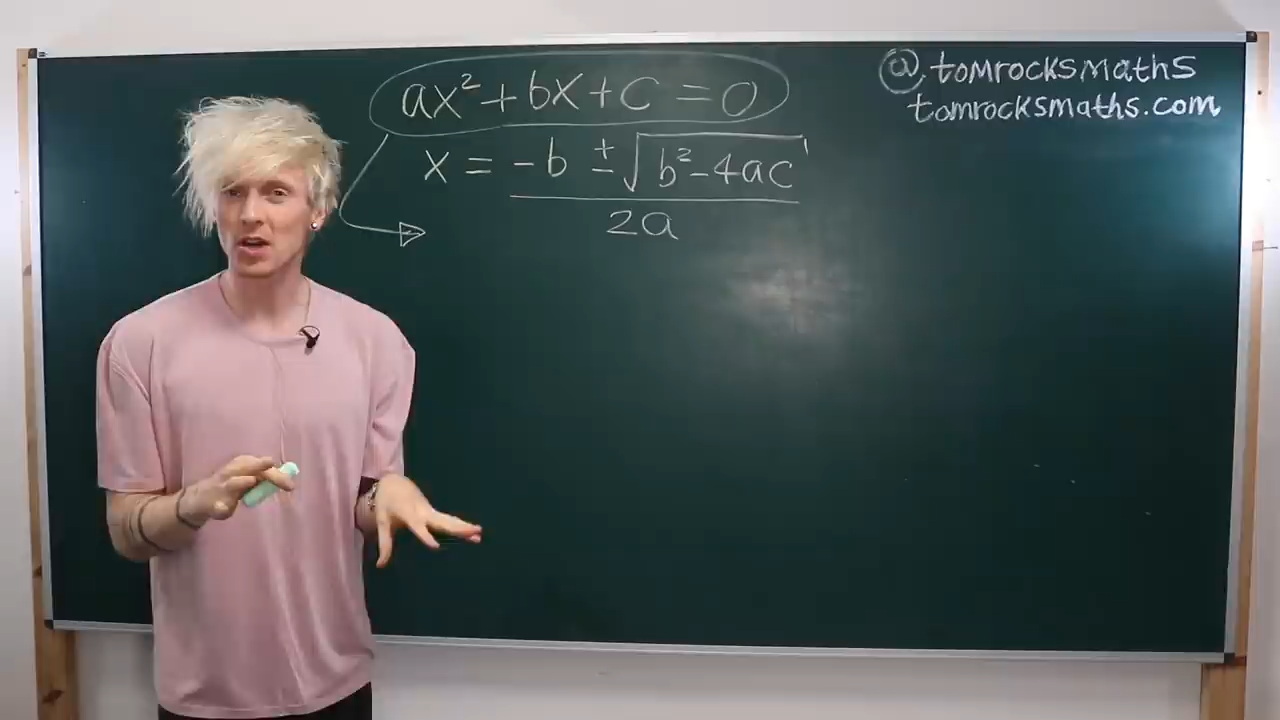 ax² + bx + c = 0
x = -b ± √b² - 4ac
2a
@tomrocksmaths
tomrocksmaths.com